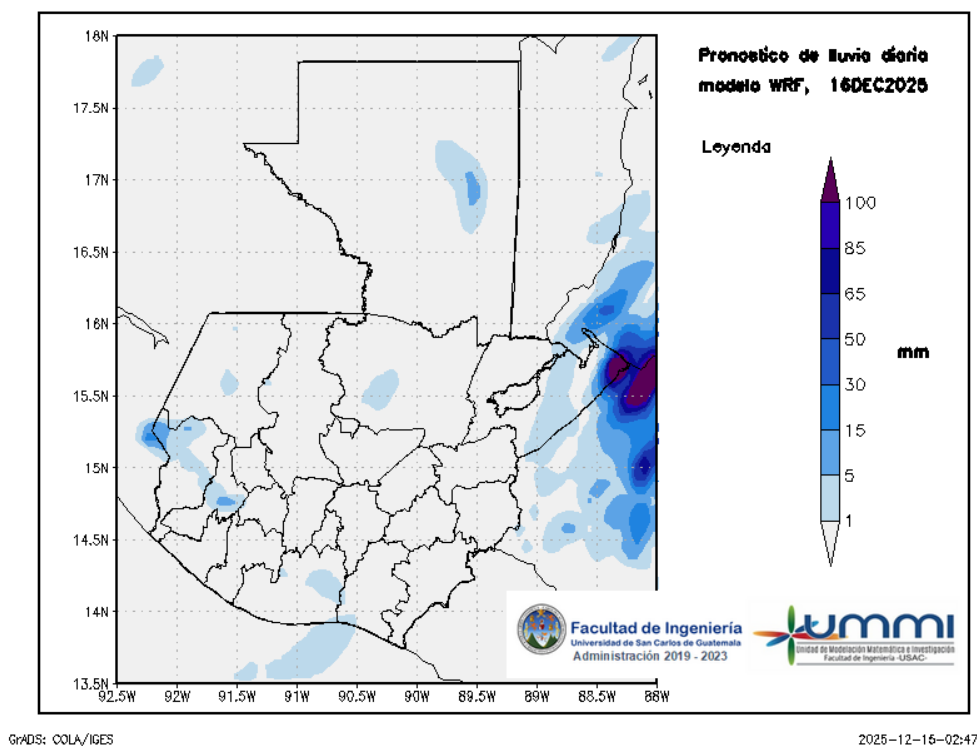 Pronostico de lluvia diaria
modelo WRF, 16DEC2025
Leyenda
100
85
65
50
30
15
5
1
mm
18N
17.5N
17N
16.5N
16N
15.5N
15N
14.5N
14N
13.5N
92.5W
92W
91.5W
91W
90.5W
90W
89.5W
89W
88.5W
88W
Facultad de Ingeniería
Universidad de San Carlos de Guatemala
Administración 2019 - 2023
ummi
Unidad de Modelación Matemática e Investigación
Facultad de Ingeniería -USAC-
GrADS: COLA/IGES
2025-12-15-02:47